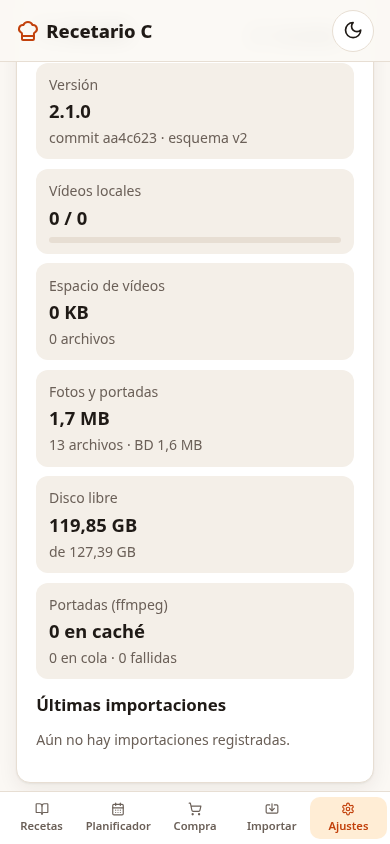 Recetario C
Versión
2.1.0
commit aa4c623 · esquema v2
Vídeos locales
0 / 0
Espacio de vídeos
0 KB
0 archivos
Fotos y portadas
1,7 MB
13 archivos · BD 1,6 MB
Disco libre
119,85 GB
de 127,39 GB
Portadas (ffmpeg)
0 en caché
0 en cola · 0 fallidas
Últimas importaciones
Aún no hay importaciones registradas.
Recetas
Planificador
Compra
Importar
Ajustes